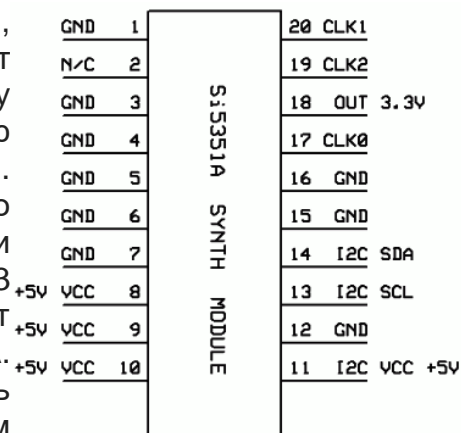 ,
GND 1 20 CLK1
т
N/C 2 19 CLK2
у
GND 3 18 OUT 3.3V
о
GND 4 17 CLK0
.
GND 5 16 GND
о
GND 6 15 GND
и
GND 7 14 I2C SDA
В
+5V VCC 8 13 I2C SCL
т
+5V VCC 9 12 GND
.
+5V VCC 10 11 I2C VCC +5V
ь
м
Si5351A SYNTH MODULE